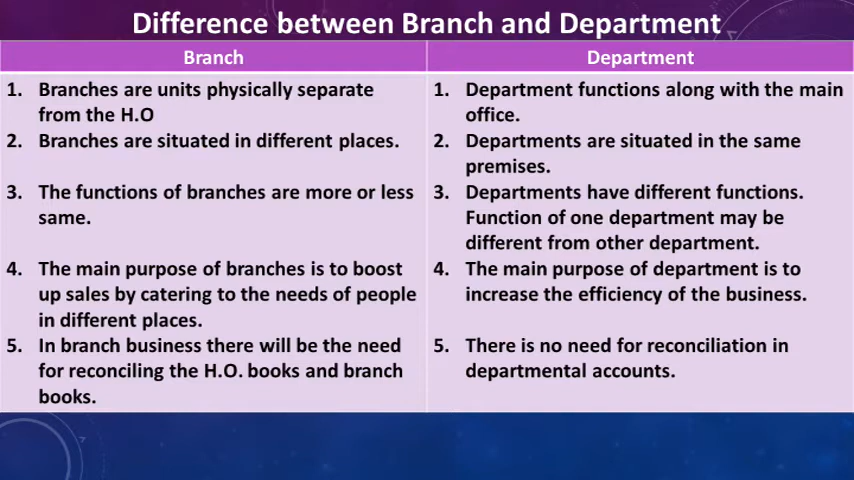 Difference between Branch and Department
Branch
1. Branches are units physically separate
from the H.O
2. Branches are situated in different places.
3. The functions of branches are more or less
same.
4. The main purpose of branches is to boost
up sales by catering to the needs of people
in different places.
5. In branch business there will be the need
for reconciling the H.O. books and branch
books.
Department
1. Department functions along with the main
office.
2. Departments are situated in the same
premises.
3. Departments have different functions.
Function of one department may be
different from other department.
4. The main purpose of department is to
increase the efficiency of the business.
5. There is no need for reconciliation in
departmental accounts.